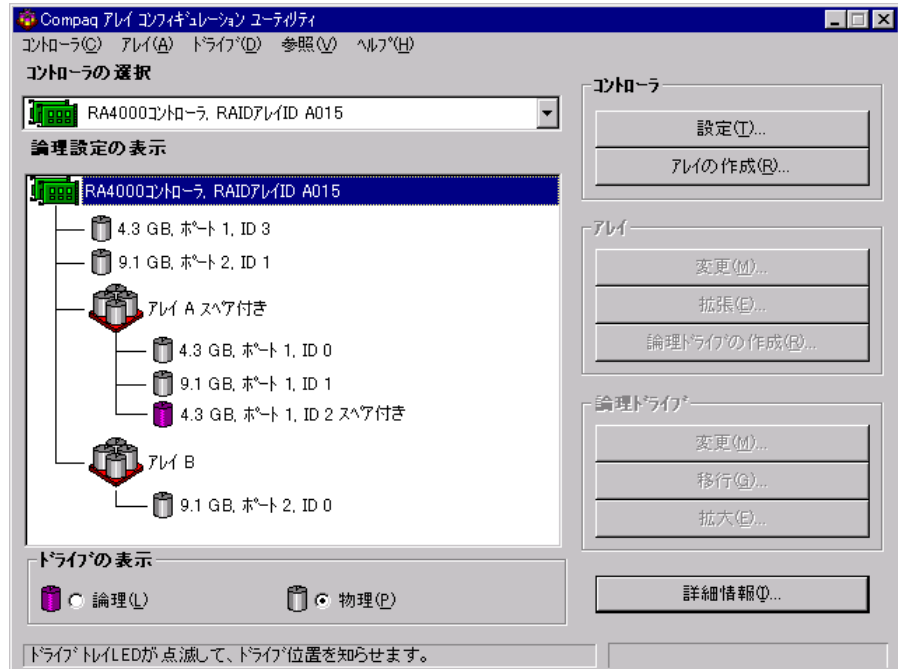 Compaq ｱﾚｲ ｺﾝﾌｨｷﾞｭﾚｰｼｮﾝ ﾕｰﾃｨﾘﾃｨ
ｺﾝﾄﾛｰﾗ(C) ｱﾚｲ(A) ﾄﾞﾗｲﾌﾞ(D) 参照(V) ﾍﾙﾌﾟ(H)
ｺﾝﾄﾛｰﾗの選択
RA4000ｺﾝﾄﾛｰﾗ, RAIDｱﾚｲID A015
論理設定の表示
RA4000ｺﾝﾄﾛｰﾗ, RAIDｱﾚｲID A015
4.3 GB, ﾎﾟｰﾄ 1, ID 3
9.1 GB, ﾎﾟｰﾄ 2, ID 1
ｱﾚｲ A ｽﾍﾟｱ付き
4.3 GB, ﾎﾟｰﾄ 1, ID 0
9.1 GB, ﾎﾟｰﾄ 1, ID 1
4.3 GB, ﾎﾟｰﾄ 1, ID 2 ｽﾍﾟｱ付き
ｱﾚｲ B
9.1 GB, ﾎﾟｰﾄ 2, ID 0
ﾄﾞﾗｲﾌﾞの表示
論理(L) 物理(P)
ｺﾝﾄﾛｰﾗ
設定(T)...
ｱﾚｲの作成(R)...
ｱﾚｲ
変更(M)...
拡張(E)...
論理ﾄﾞﾗｲﾌﾞの作成(R)...
論理ﾄﾞﾗｲﾌﾞ
変更(M)...
移行(G)...
拡大(E)...
詳細情報(I)...
ﾄﾞﾗｲﾌﾞﾄﾚｲLEDが点滅して、ﾄﾞﾗｲﾌﾞ位置を知らせます。